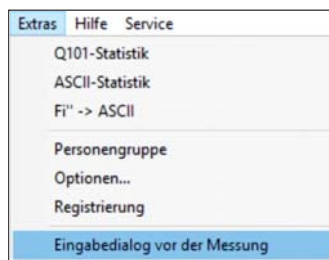 Extras Hilfe Service
Q101-Statistik
ASCII-Statistik
Fi" -> ASCII
Personengruppe
Optionen...
Registrierung
Eingabedialog vor der Messung